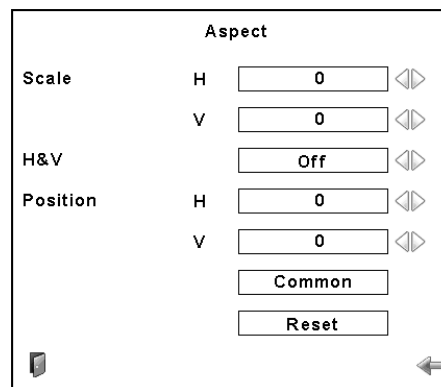 Aspect
Scale H 0
V 0
H&V Off
Position H 0
V 0
Common
Reset